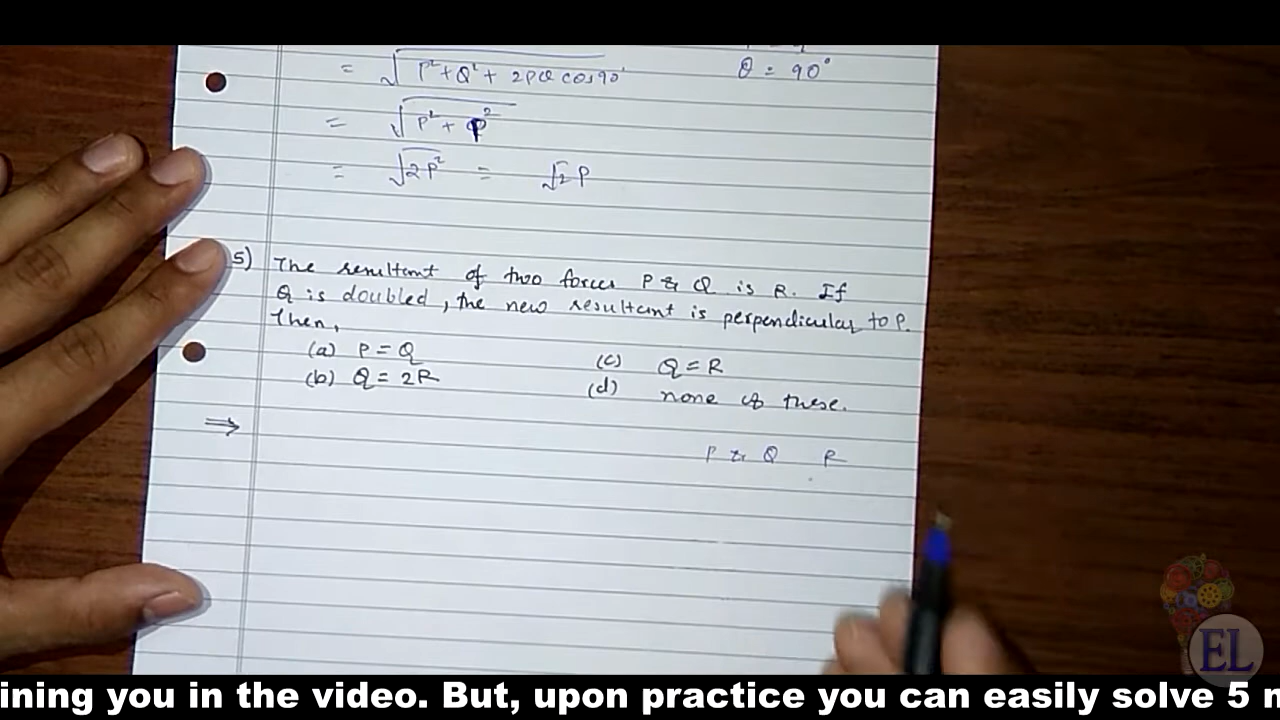 = √P²+Q²+ 2PQ cos90°
θ = 90°
= √P²+ P²
= √2P² = √2 P
5) The resultant of two forces P & Q is R. If
Q is doubled, the new resultant is perpendicular to P.
Then,
(a) P = Q (c) Q = R
(b) Q = 2R (d) none of these.
⇒
P & Q R
EL
ining you in the video. But, upon practice you can easily solve 5 n